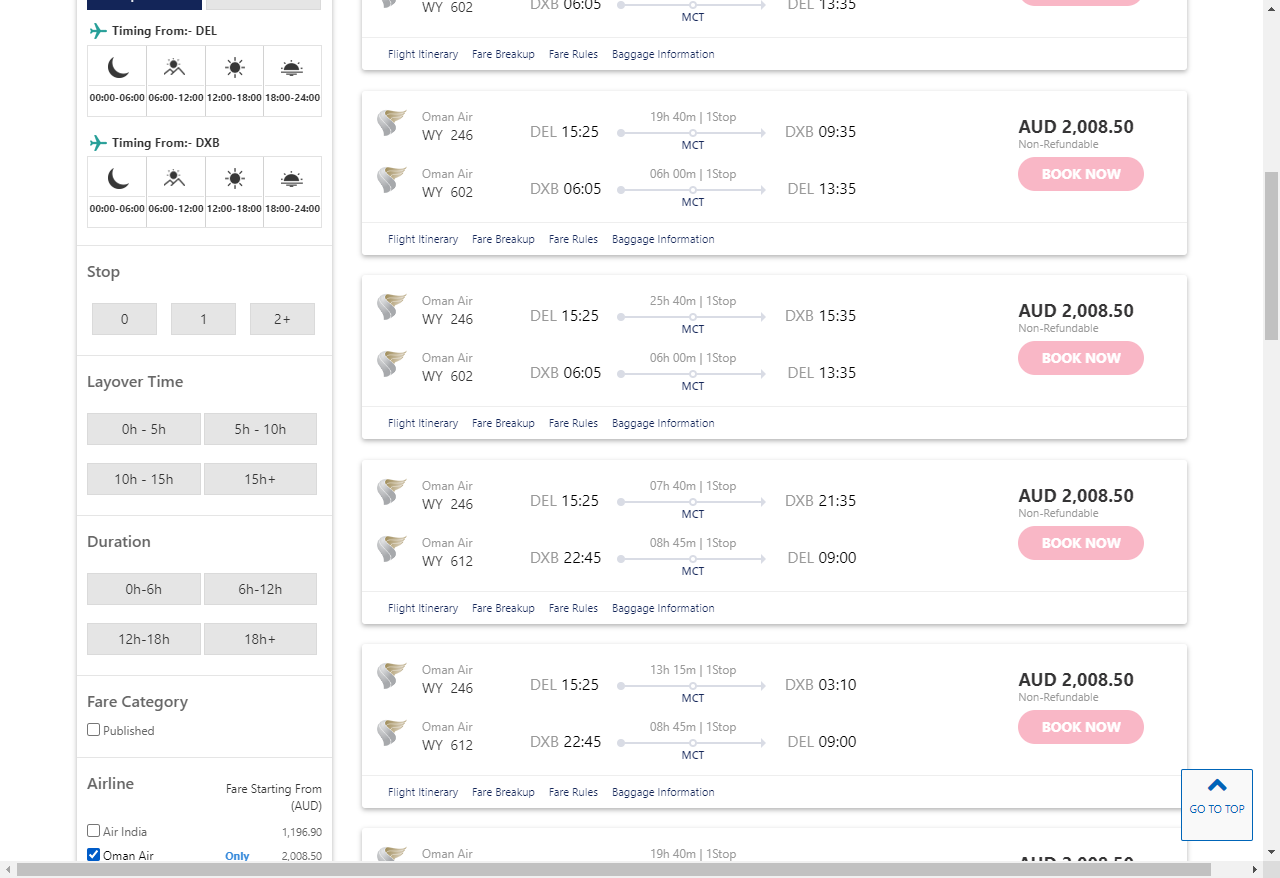 Timing From:- DEL
00:00-06:00 06:00-12:00 12:00-18:00 18:00-24:00
Timing From:- DXB
00:00-06:00 06:00-12:00 12:00-18:00 18:00-24:00
Stop
0 1 2+
Layover Time
0h - 5h 5h - 10h
10h - 15h 15h+
Duration
0h-6h 6h-12h
12h-18h 18h+
Fare Category
Published
Airline Fare Starting From
(AUD)
Air India 1,196.90
Oman Air Only 2,008.50
WY 602 DXB 06:05 DEL 13:35
MCT
Flight Itinerary Fare Breakup Fare Rules Baggage Information
Oman Air 19h 40m | 1Stop
WY 246 DEL 15:25 DXB 09:35 AUD 2,008.50
MCT Non-Refundable
Oman Air 06h 00m | 1Stop BOOK NOW
WY 602 DXB 06:05 DEL 13:35
MCT
Flight Itinerary Fare Breakup Fare Rules Baggage Information
Oman Air 25h 40m | 1Stop
WY 246 DEL 15:25 DXB 15:35 AUD 2,008.50
MCT Non-Refundable
Oman Air 06h 00m | 1Stop BOOK NOW
WY 602 DXB 06:05 DEL 13:35
MCT
Flight Itinerary Fare Breakup Fare Rules Baggage Information
Oman Air 07h 40m | 1Stop
WY 246 DEL 15:25 DXB 21:35 AUD 2,008.50
MCT Non-Refundable
Oman Air 08h 45m | 1Stop BOOK NOW
WY 612 DXB 22:45 DEL 09:00
MCT
Flight Itinerary Fare Breakup Fare Rules Baggage Information
Oman Air 13h 15m | 1Stop
WY 246 DEL 15:25 DXB 03:10 AUD 2,008.50
MCT Non-Refundable
Oman Air 08h 45m | 1Stop BOOK NOW
WY 612 DXB 22:45 DEL 09:00
MCT
Flight Itinerary Fare Breakup Fare Rules Baggage Information
Oman Air 19h 40m | 1Stop
AUD 2,008.50
GO TO TOP